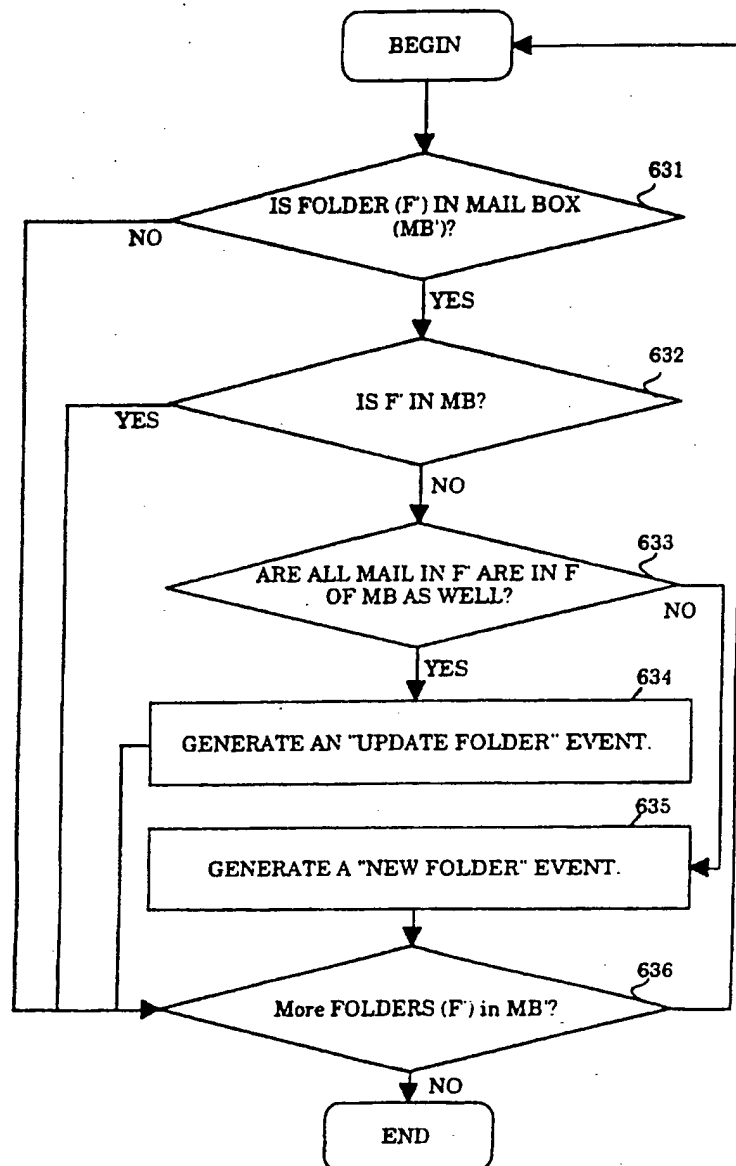 BEGIN
631
IS FOLDER (F') IN MAIL BOX
(MB')?
NO
YES
632
IS F' IN MB?
YES
NO
633
ARE ALL MAIL IN F' ARE IN F
OF MB AS WELL?
NO
YES
634
GENERATE AN "UPDATE FOLDER" EVENT.
635
GENERATE A "NEW FOLDER" EVENT.
636
More FOLDERS (F') in MB'?
NO
END